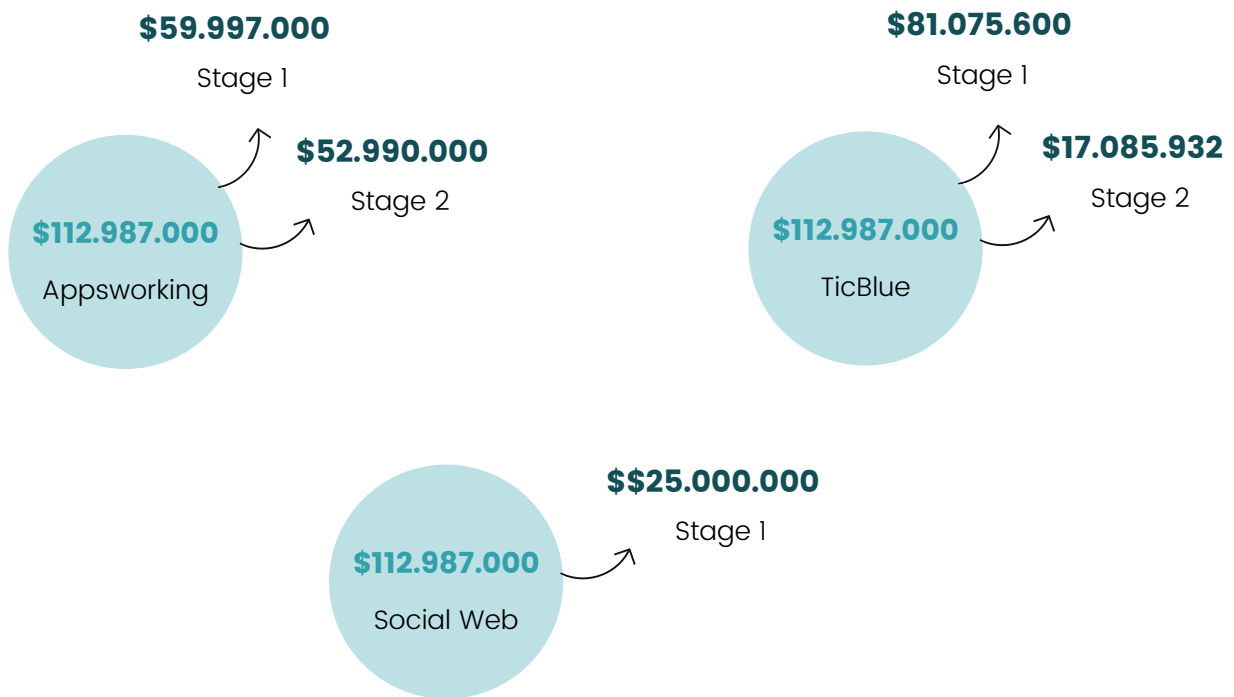 $59.997.000
Stage 1
$52.990.000
Stage 2
$112.987.000
Appsworking
$81.075.600
Stage 1
$17.085.932
Stage 2
$112.987.000
TicBlue
$$25.000.000
Stage 1
$112.987.000
Social Web